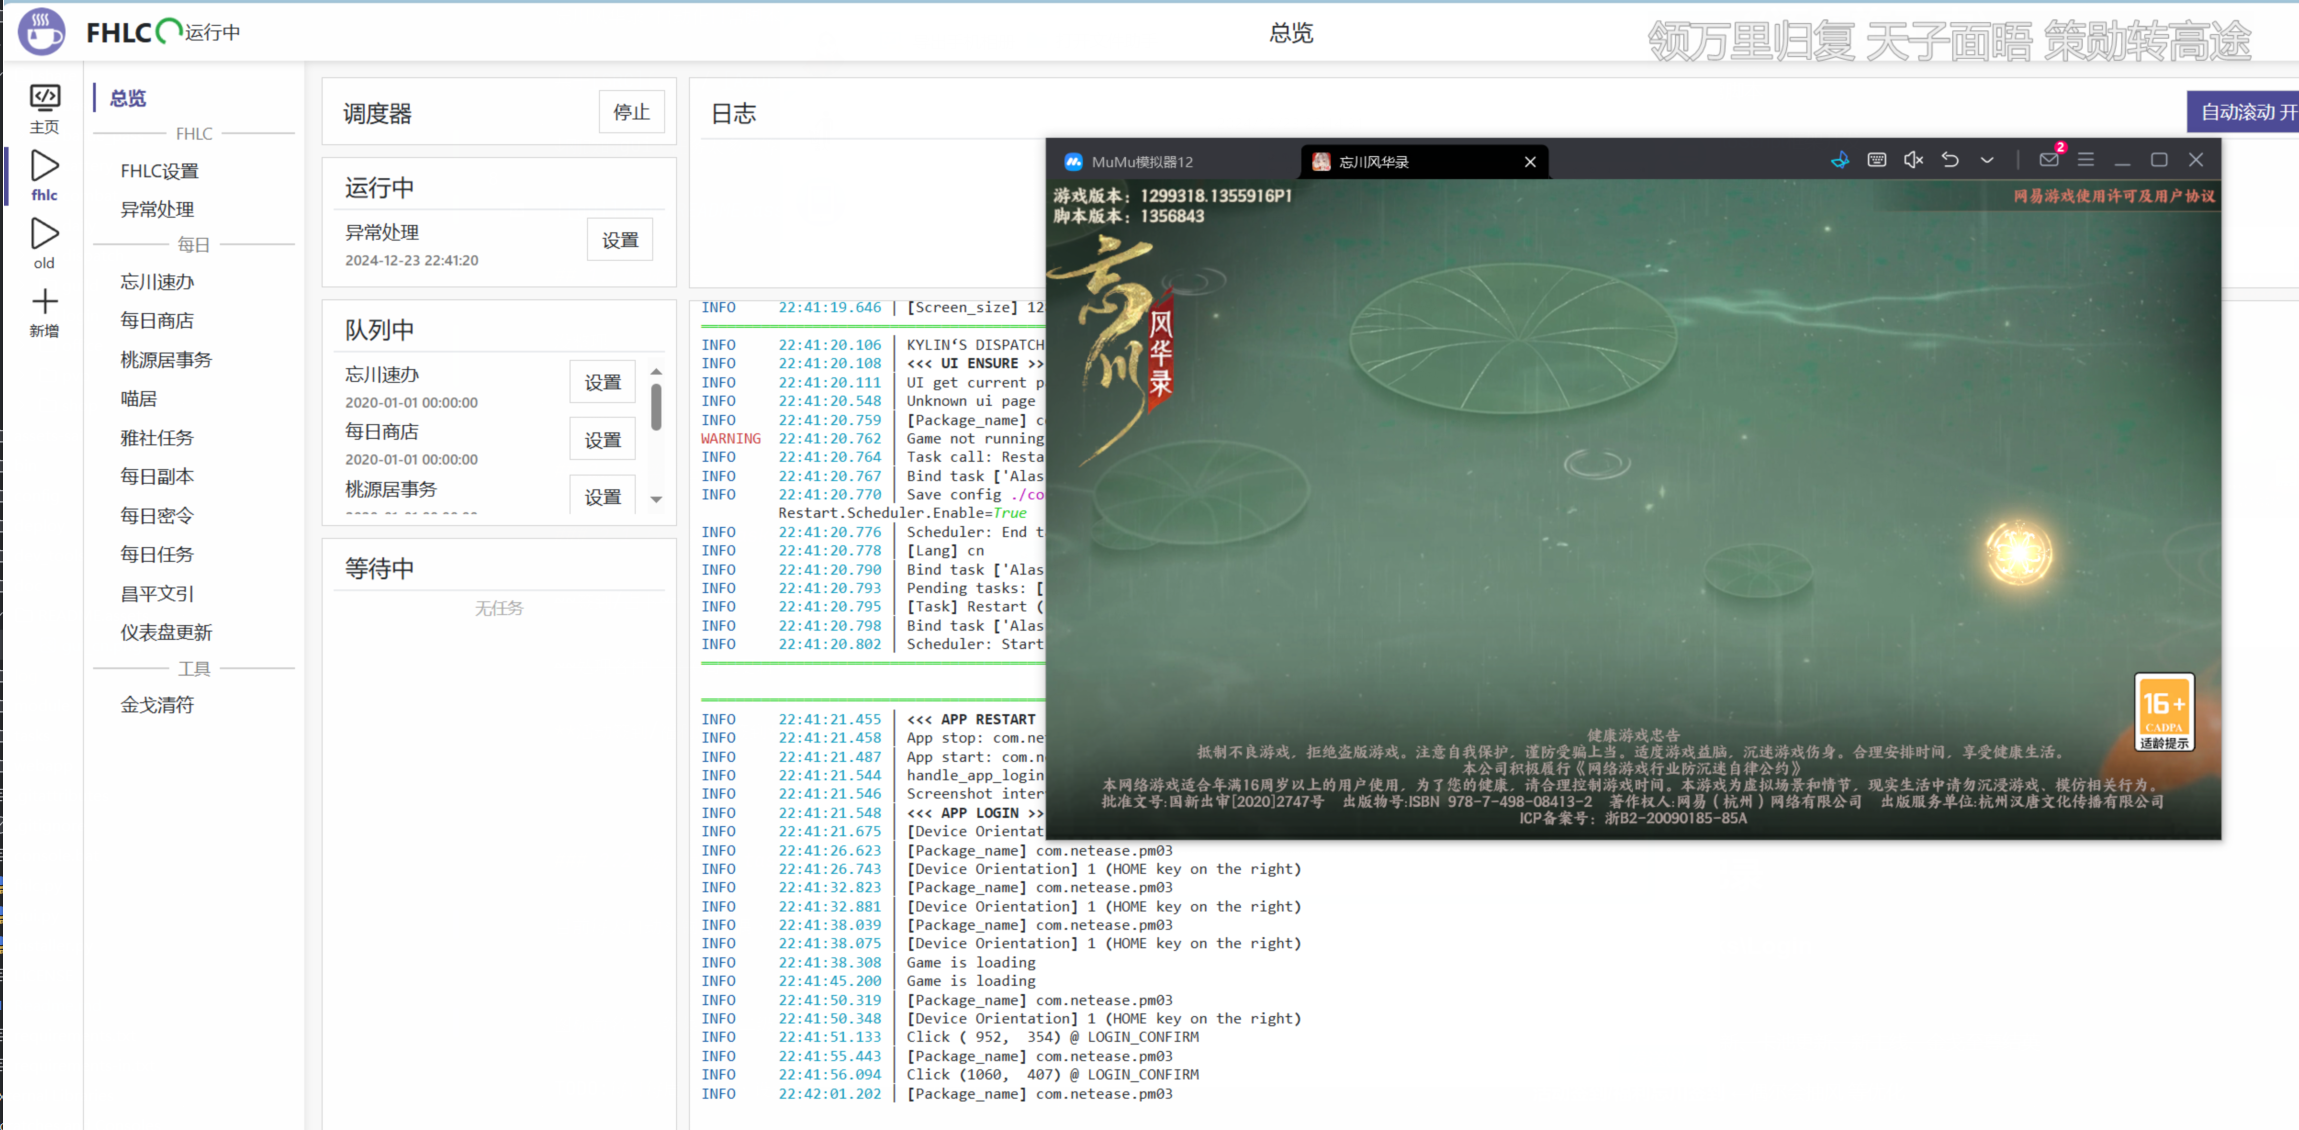 FHLC 运行中
总览
领万里归复 天子面晤 策勋转高途
主页
fhlc
old
新增
总览
FHLC
FHLC设置
异常处理
每日
忘川速办
每日商店
桃源居事务
喵居
雅社任务
每日副本
每日密令
每日任务
昌平文引
仪表盘更新
工具
金戈清符
调度器
停止
运行中
异常处理
2024-12-23 22:41:20
设置
队列中
忘川速办
2020-01-01 00:00:00
设置
每日商店
2020-01-01 00:00:00
设置
桃源居事务
设置
等待中
无任务
日志
自动滚动 开
INFO 22:41:19.646 | [Screen_size] 12
INFO 22:41:20.106 | KYLIN‘S DISPATCH
INFO 22:41:20.108 | <<< UI ENSURE >>
INFO 22:41:20.111 | UI get current p
INFO 22:41:20.548 | Unknown ui page
INFO 22:41:20.759 | [Package_name] c
WARNING 22:41:20.762 | Game not running
INFO 22:41:20.764 | Task call: Resta
INFO 22:41:20.767 | Bind task ['Alas
INFO 22:41:20.770 | Save config ./co
Restart.Scheduler.Enable=True
INFO 22:41:20.776 | Scheduler: End t
INFO 22:41:20.778 | [Lang] cn
INFO 22:41:20.790 | Bind task ['Alas
INFO 22:41:20.793 | Pending tasks: [
INFO 22:41:20.795 | [Task] Restart (
INFO 22:41:20.798 | Bind task ['Alas
INFO 22:41:20.802 | Scheduler: Start
INFO 22:41:21.455 | <<< APP RESTART
INFO 22:41:21.458 | App stop: com.ne
INFO 22:41:21.487 | App start: com.n
INFO 22:41:21.544 | handle_app_login
INFO 22:41:21.546 | Screenshot inter
INFO 22:41:21.548 | <<< APP LOGIN >>
INFO 22:41:21.675 | [Device Orientat
INFO 22:41:26.623 | [Package_name] com.netease.pm03
INFO 22:41:26.743 | [Device Orientation] 1 (HOME key on the right)
INFO 22:41:32.823 | [Package_name] com.netease.pm03
INFO 22:41:32.881 | [Device Orientation] 1 (HOME key on the right)
INFO 22:41:38.039 | [Package_name] com.netease.pm03
INFO 22:41:38.075 | [Device Orientation] 1 (HOME key on the right)
INFO 22:41:38.308 | Game is loading
INFO 22:41:45.200 | Game is loading
INFO 22:41:50.319 | [Package_name] com.netease.pm03
INFO 22:41:50.348 | [Device Orientation] 1 (HOME key on the right)
INFO 22:41:51.133 | Click ( 952,  354) @ LOGIN_CONFIRM
INFO 22:41:55.443 | [Package_name] com.netease.pm03
INFO 22:41:56.094 | Click (1060,  407) @ LOGIN_CONFIRM
INFO 22:42:01.202 | [Package_name] com.netease.pm03
MuMu模拟器12
忘川风华录
2
游戏版本：1299318.1355916P1
脚本版本：1356843
网易游戏使用许可及用户协议
忘川
风华录
16+
CADPA
适龄提示
健康游戏忠告
抵制不良游戏，拒绝盗版游戏。注意自我保护，谨防受骗上当。适度游戏益脑，沉迷游戏伤身。合理安排时间，享受健康生活。
本公司积极履行《网络游戏行业防沉迷自律公约》
本网络游戏适合年满16周岁以上的用户使用，为了您的健康，请合理控制游戏时间。本游戏为虚拟场景和情节，现实生活中请勿沉浸游戏、模仿相关行为。
批准文号:国新出审[2020]2747号 出版物号:ISBN 978-7-498-08413-2 著作权人:网易（杭州）网络有限公司 出版服务单位:杭州汉唐文化传播有限公司
ICP备案号：浙B2-20090185-85A